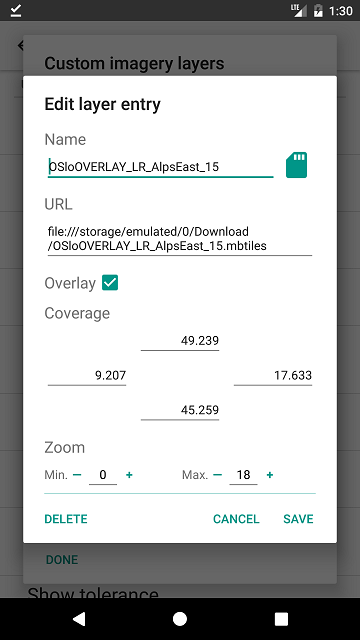 LTE 1:30
Custom imagery layers
Edit layer entry
Name
OSloOVERLAY_LR_AlpsEast_15
URL
file:///storage/emulated/0/Download
/OSloOVERLAY_LR_AlpsEast_15.mbtiles
Overlay
Coverage
49.239
9.207 17.633
45.259
Zoom
Min. − 0 + Max. − 18 +
DELETE CANCEL SAVE
DONE
Show tolerance